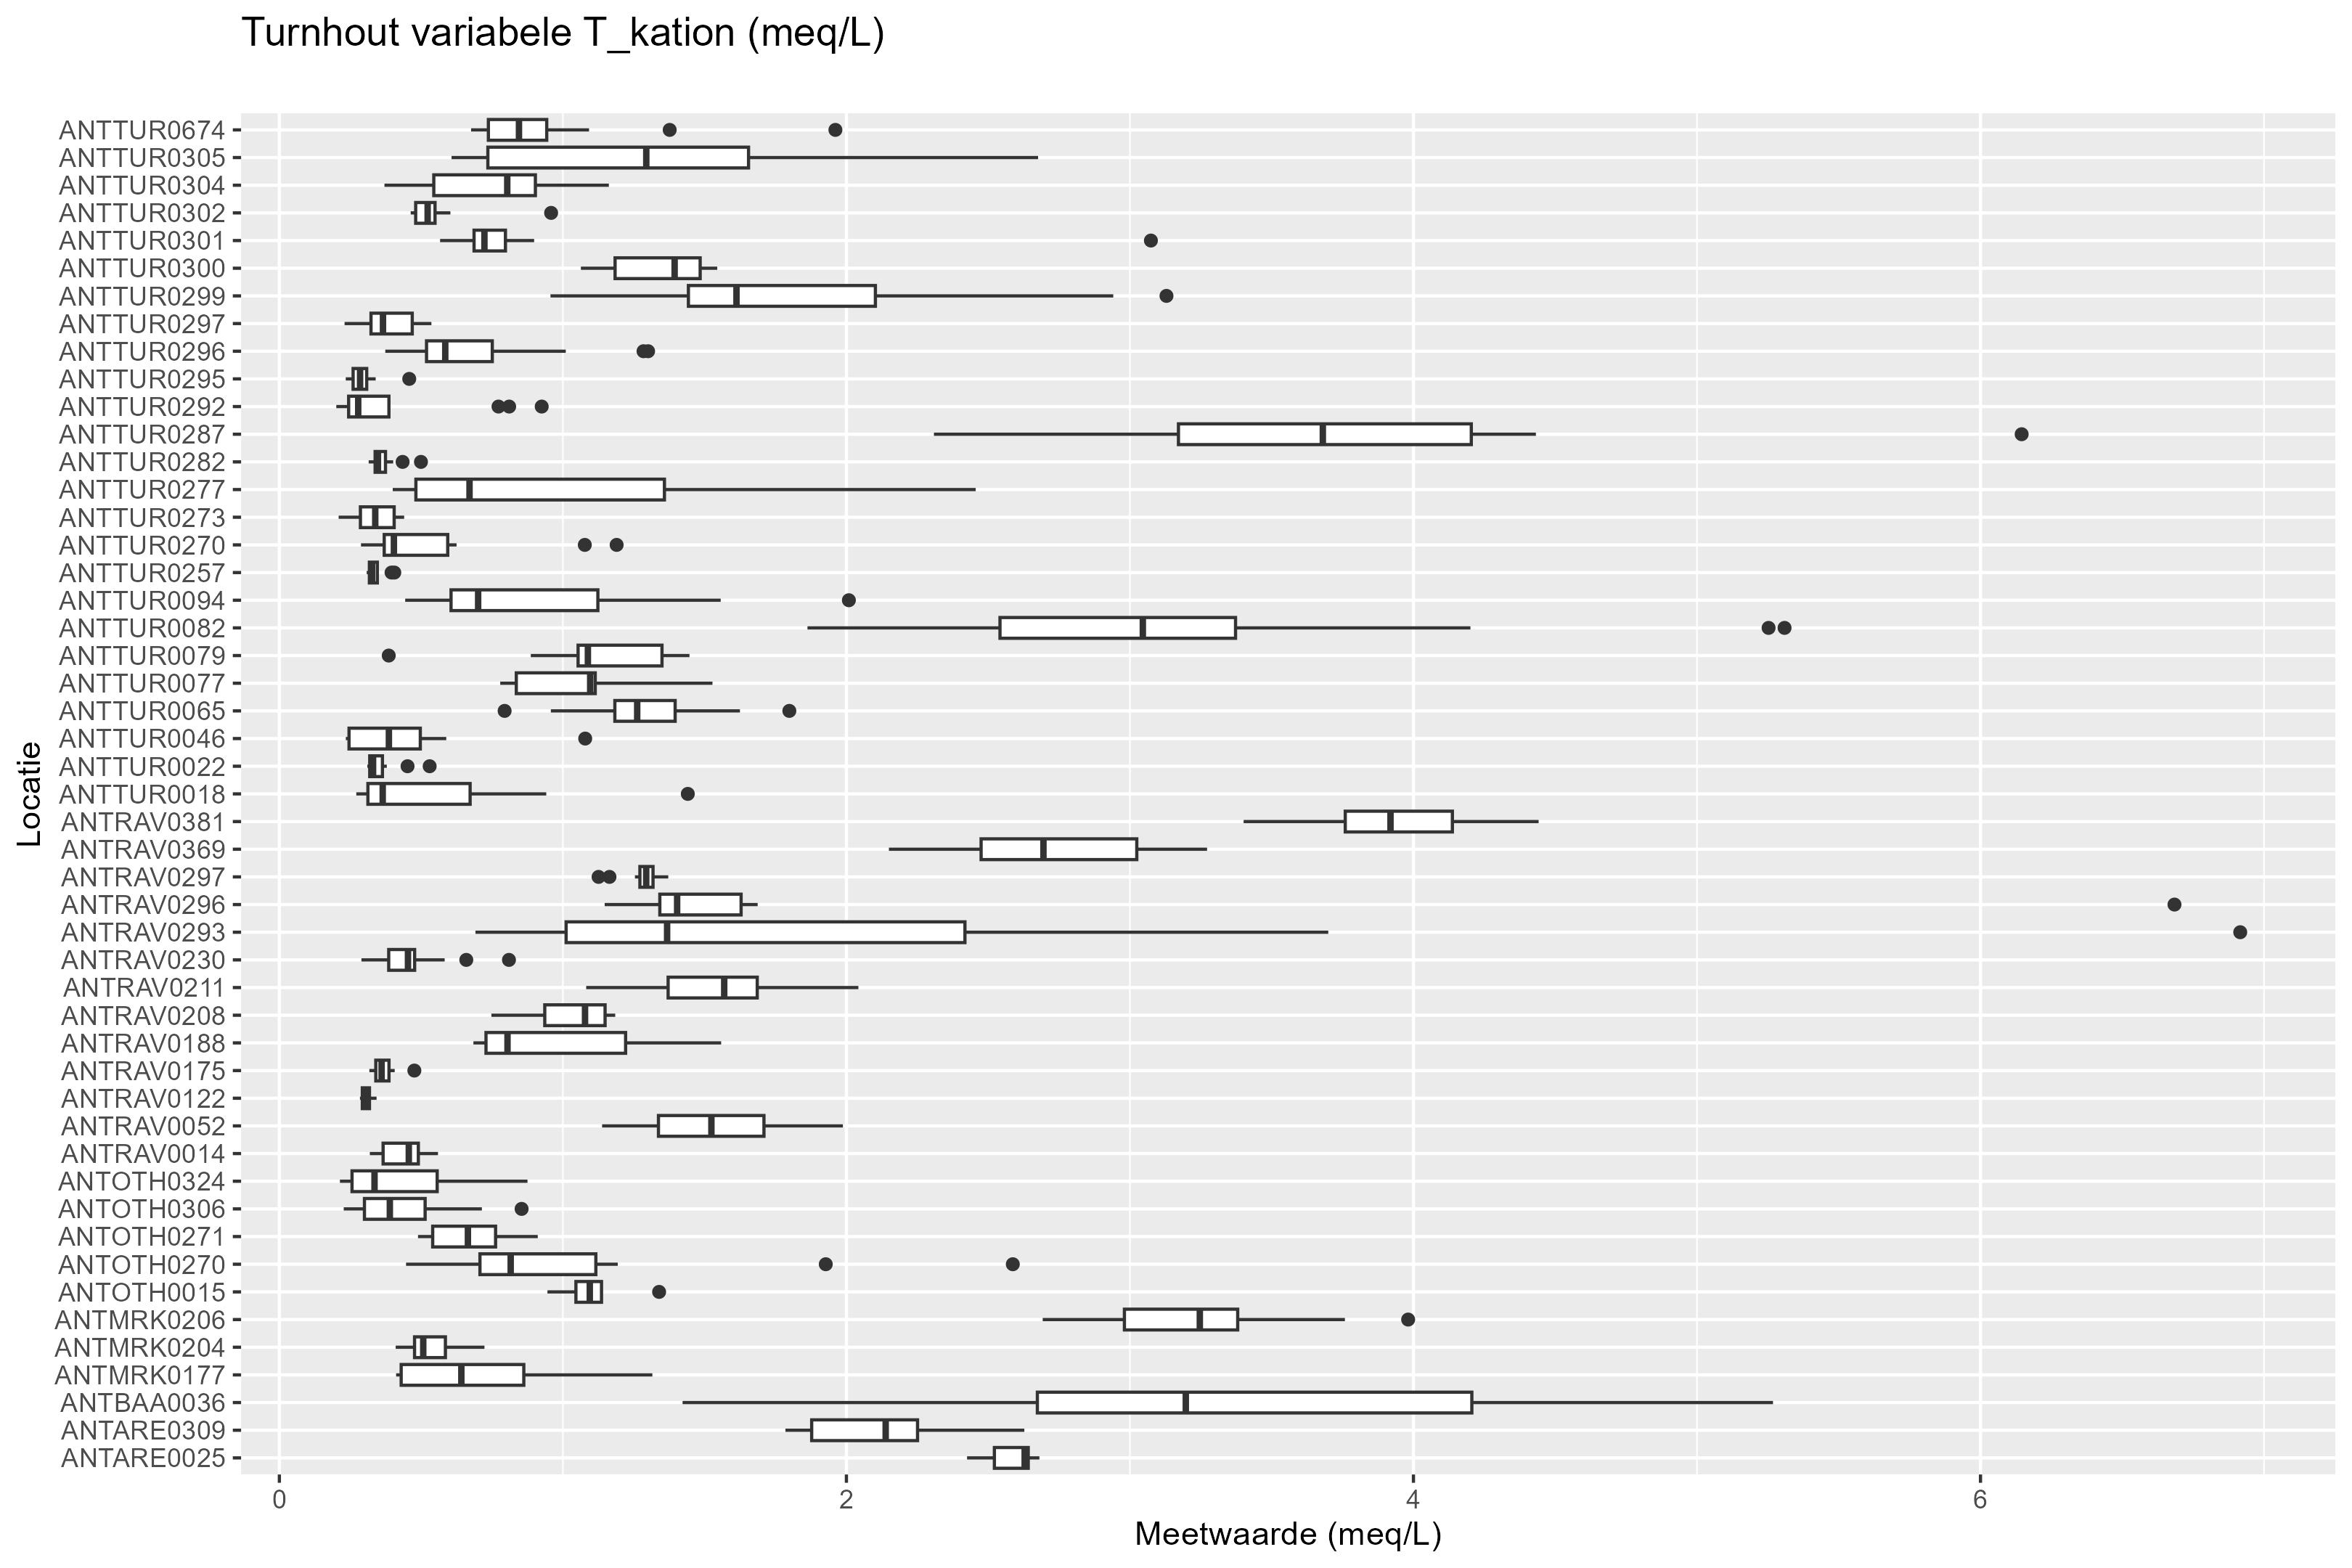 Turnhout variabele T_kation (meq/L)
ANTTUR0674
ANTTUR0305
ANTTUR0304
ANTTUR0302
ANTTUR0301
ANTTUR0300
ANTTUR0299
ANTTUR0297
ANTTUR0296
ANTTUR0295
ANTTUR0292
ANTTUR0287
ANTTUR0282
ANTTUR0277
ANTTUR0273
ANTTUR0270
ANTTUR0257
ANTTUR0094
ANTTUR0082
ANTTUR0079
ANTTUR0077
ANTTUR0065
ANTTUR0046
ANTTUR0022
ANTTUR0018
ANTRAV0381
ANTRAV0369
ANTRAV0297
ANTRAV0296
ANTRAV0293
ANTRAV0230
ANTRAV0211
ANTRAV0208
ANTRAV0188
ANTRAV0175
ANTRAV0122
ANTRAV0052
ANTRAV0014
ANTOTH0324
ANTOTH0306
ANTOTH0271
ANTOTH0270
ANTOTH0015
ANTMRK0206
ANTMRK0204
ANTMRK0177
ANTBAA0036
ANTARE0309
ANTARE0025
Locatie
0 2 4 6
Meetwaarde (meq/L)